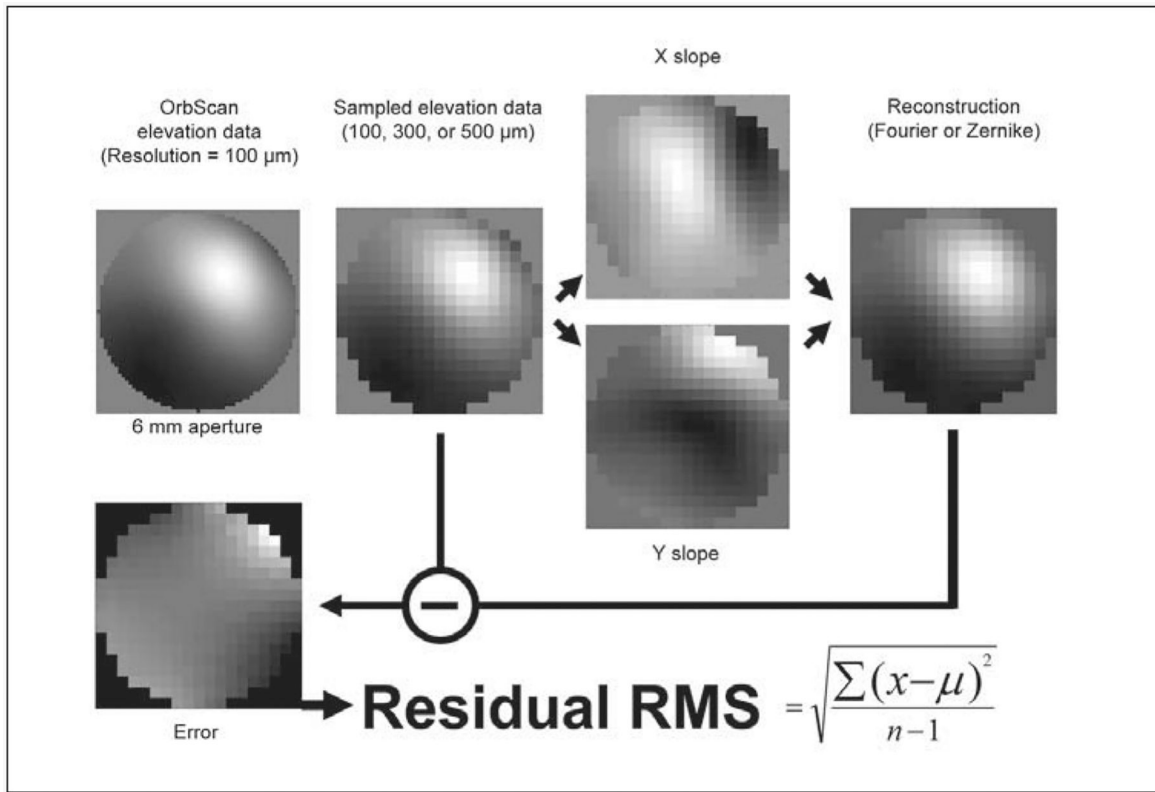 X slope
OrbScan
elevation data
(Resolution = 100 µm)
Sampled elevation data
(100, 300, or 500 µm)
Reconstruction
(Fourier or Zernike)
6 mm aperture
Y slope
−
Error
Residual RMS = √(∑(x−μ)² / (n−1))